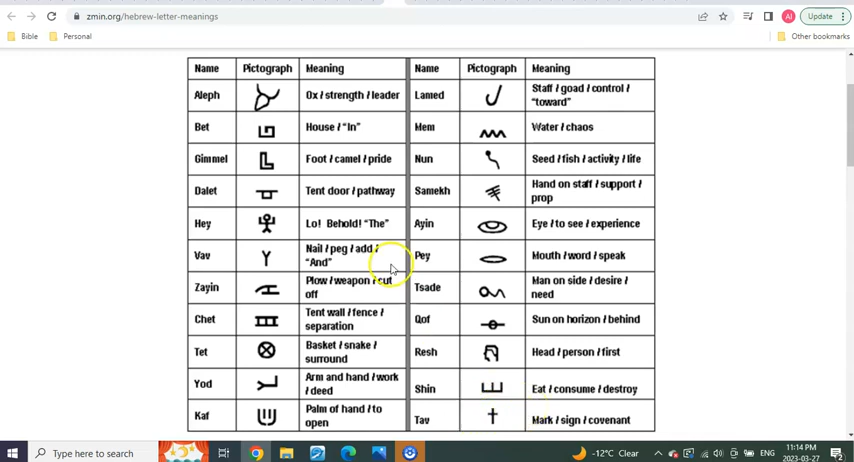 zmin.org/hebrew-letter-meanings
AI
Update
Bible
Personal
Other bookmarks
Name Pictograph Meaning Name Pictograph Meaning
Aleph Ox / strength / leader Lamed Staff / goad / control / "toward"
Bet House / "In" Mem Water / chaos
Gimmel Foot / camel / pride Nun Seed / fish / activity / life
Dalet Tent door / pathway Samekh Hand on staff / support / prop
Hey Lo! Behold! "The" Ayin Eye / to see / experience
Vav Nail / peg / add / "And" Pey Mouth / word / speak
Zayin Plow / weapon / cut off Tsade Man on side / desire / need
Chet Tent wall / fence / separation Qof Sun on horizon / behind
Tet Basket / snake / surround Resh Head / person / first
Yod Arm and hand / work / deed Shin Eat / consume / destroy
Kaf Palm of hand / to open Tav Mark / sign / covenant
Type here to search
-12°C Clear
ENG
11:14 PM
2023-03-27
2